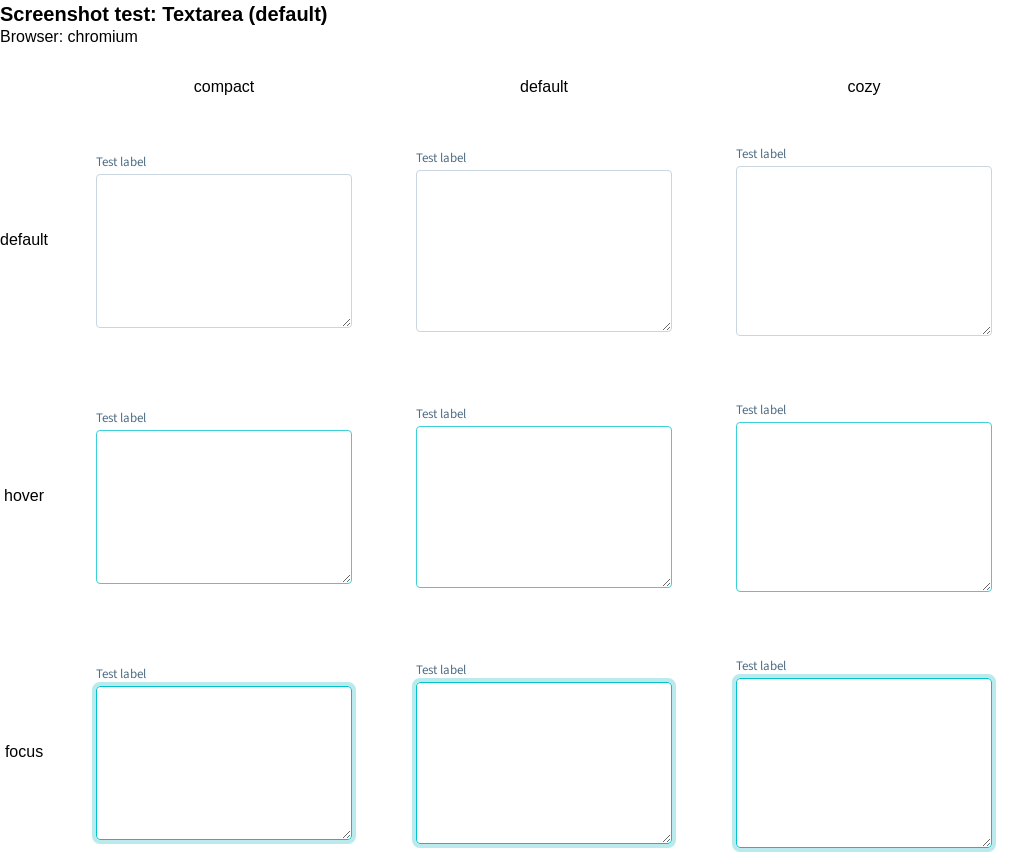 Screenshot test: Textarea (default)
Browser: chromium
compact default cozy
Test label Test label Test label
default
Test label Test label Test label
hover
Test label Test label Test label
focus